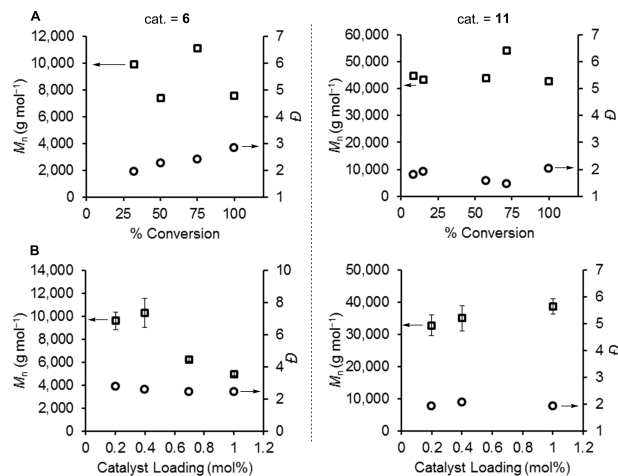 A
cat. = 6
cat. = 11
12,000
10,000
8,000
6,000
4,000
2,000
0
Mn (g mol−1)
7
6
5
4
3
2
1
Đ
0 25 50 75 100
% Conversion
60,000
50,000
40,000
30,000
20,000
10,000
0
Mn (g mol−1)
7
6
5
4
3
2
1
Đ
0 25 50 75 100
% Conversion
B
14,000
12,000
10,000
8,000
6,000
4,000
2,000
0
Mn (g mol−1)
10
8
6
4
2
0
Đ
0 0.2 0.4 0.6 0.8 1 1.2
Catalyst Loading (mol%)
50,000
40,000
30,000
20,000
10,000
0
Mn (g mol−1)
7
6
5
4
3
2
1
Đ
0 0.2 0.4 0.6 0.8 1 1.2
Catalyst Loading (mol%)